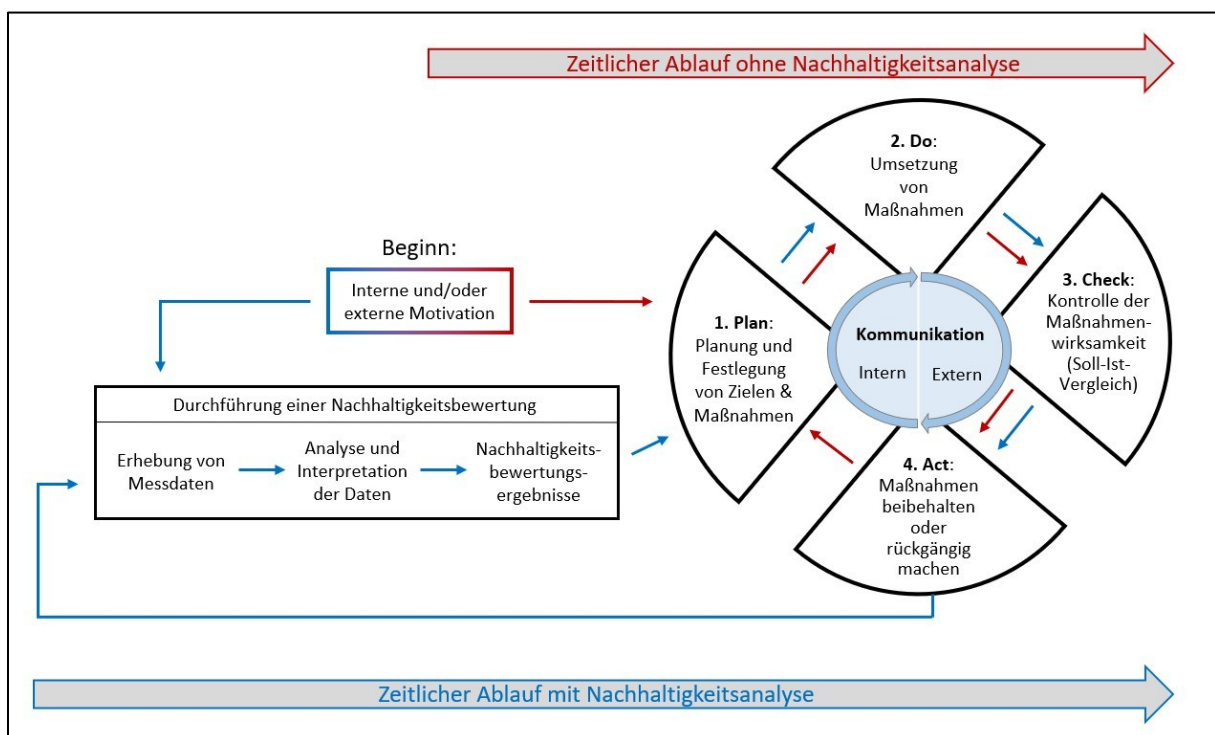 Zeitlicher Ablauf ohne Nachhaltigkeitsanalyse
2. Do:
Umsetzung
von
Maßnahmen
Beginn:
Interne und/oder
externe Motivation
1. Plan:
Planung und
Festlegung
von Zielen &
Maßnahmen
Kommunikation
Intern
Extern
3. Check:
Kontrolle der
Maßnahmen-
wirksamkeit
(Soll-Ist-
Vergleich)
Durchführung einer Nachhaltigkeitsbewertung
Erhebung von
Messdaten
Analyse und
Interpretation
der Daten
Nachhaltigkeits-
bewertungs-
ergebnisse
4. Act:
Maßnahmen
beibehalten
oder
rückgängig
machen
Zeitlicher Ablauf mit Nachhaltigkeitsanalyse